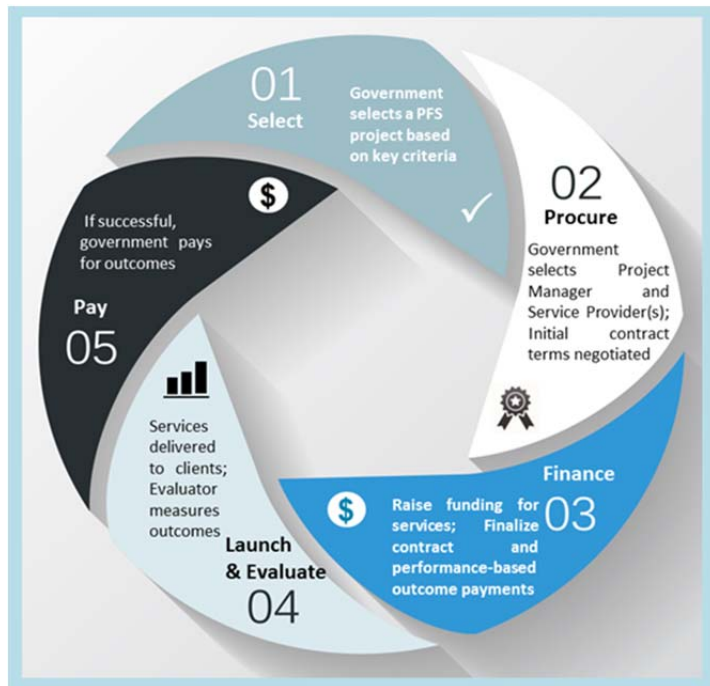 01
Select
Government
selects a PFS
project based
on key criteria
02
Procure
Government
selects Project
Manager and
Service Provider(s);
Initial contract
terms negotiated
Finance
03
Raise funding for
services; Finalize
contract and
performance-based
outcome payments
Services
delivered
to clients;
Evaluator
measures
outcomes
Launch
& Evaluate
04
If successful,
government pays
for outcomes
Pay
05
$
$